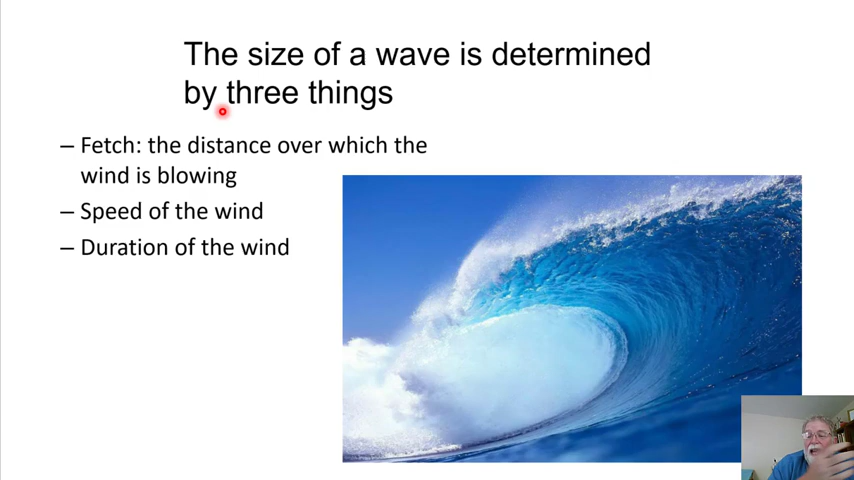 The size of a wave is determined
by three things
– Fetch: the distance over which the
wind is blowing
– Speed of the wind
– Duration of the wind